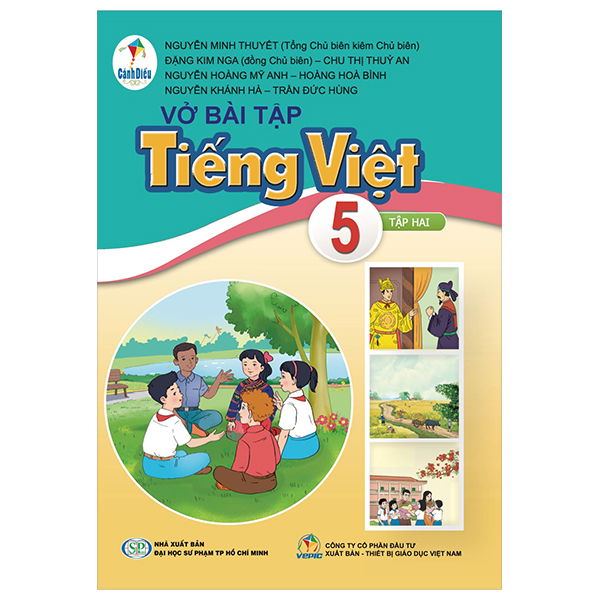 NGUYỄN MINH THUYẾT (Tổng Chủ biên kiêm Chủ biên)
ĐẶNG KIM NGA (đồng Chủ biên) – CHU THỊ THUỶ AN
NGUYỄN HOÀNG MỸ ANH – HOÀNG HOÀ BÌNH
NGUYỄN KHÁNH HÀ – TRẦN ĐỨC HÙNG
Cánh Diều
VỞ BÀI TẬP
Tiếng Việt
5
TẬP HAI
SP
NHÀ XUẤT BẢN
ĐẠI HỌC SƯ PHẠM TP HỒ CHÍ MINH
VEPIC
CÔNG TY CỔ PHẦN ĐẦU TƯ
XUẤT BẢN - THIẾT BỊ GIÁO DỤC VIỆT NAM